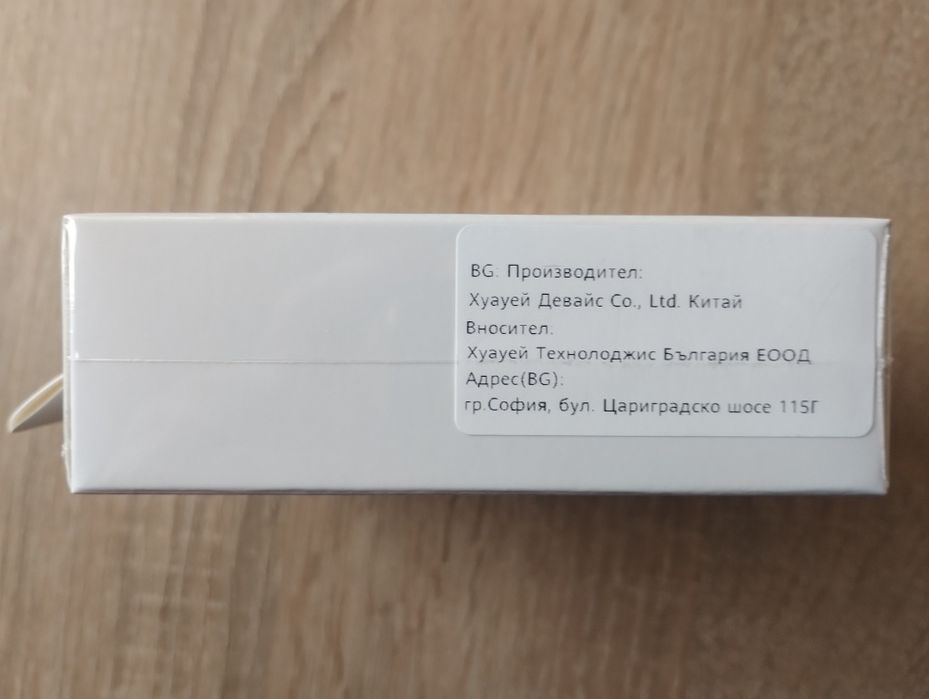 BG: Производител:
Хуауей Девайс Co., Ltd. Китай
Вносител:
Хуауей Технолоджис България ЕООД
Адрес(BG):
гр.София, бул. Цариградско шосе 115Г